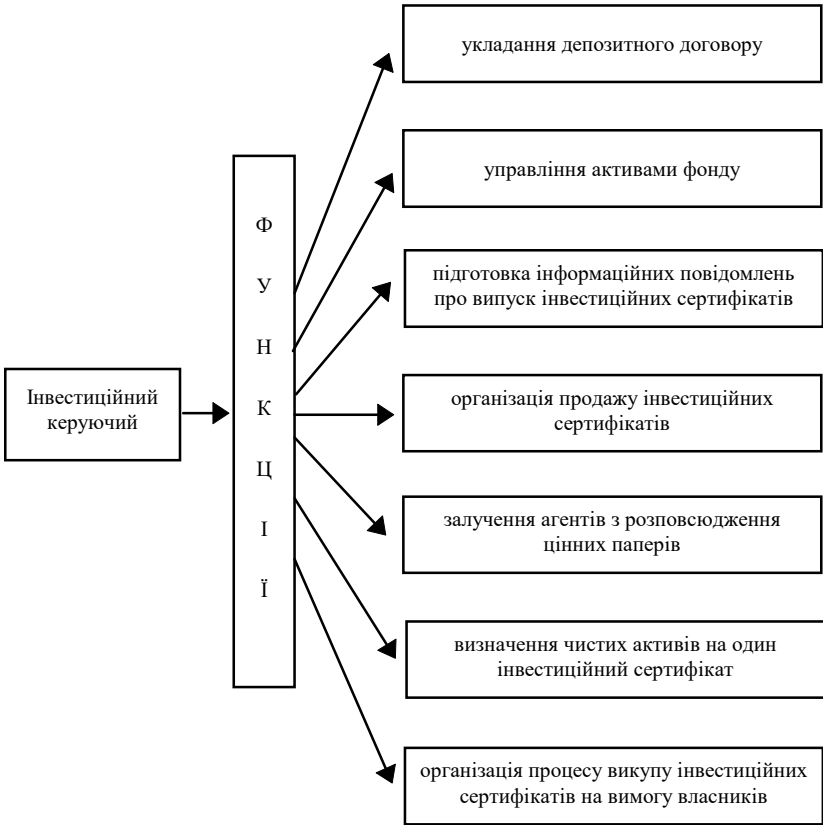 Інвестиційний
керуючий
Ф
У
Н
К
Ц
І
Ї
укладання депозитного договору
управління активами фонду
підготовка інформаційних повідомлень
про випуск інвестиційних сертифікатів
організація продажу інвестиційних
сертифікатів
залучення агентів з розповсюдження
цінних паперів
визначення чистих активів на один
інвестиційний сертифікат
організація процесу викупу інвестиційних
сертифікатів на вимогу власників